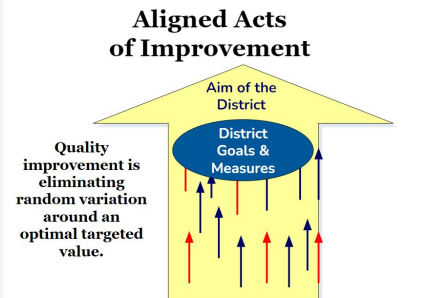 Aligned Acts
of Improvement
Aim of the
District
District
Goals &
Measures
Quality
improvement is
eliminating
random variation
around an
optimal targeted
value.